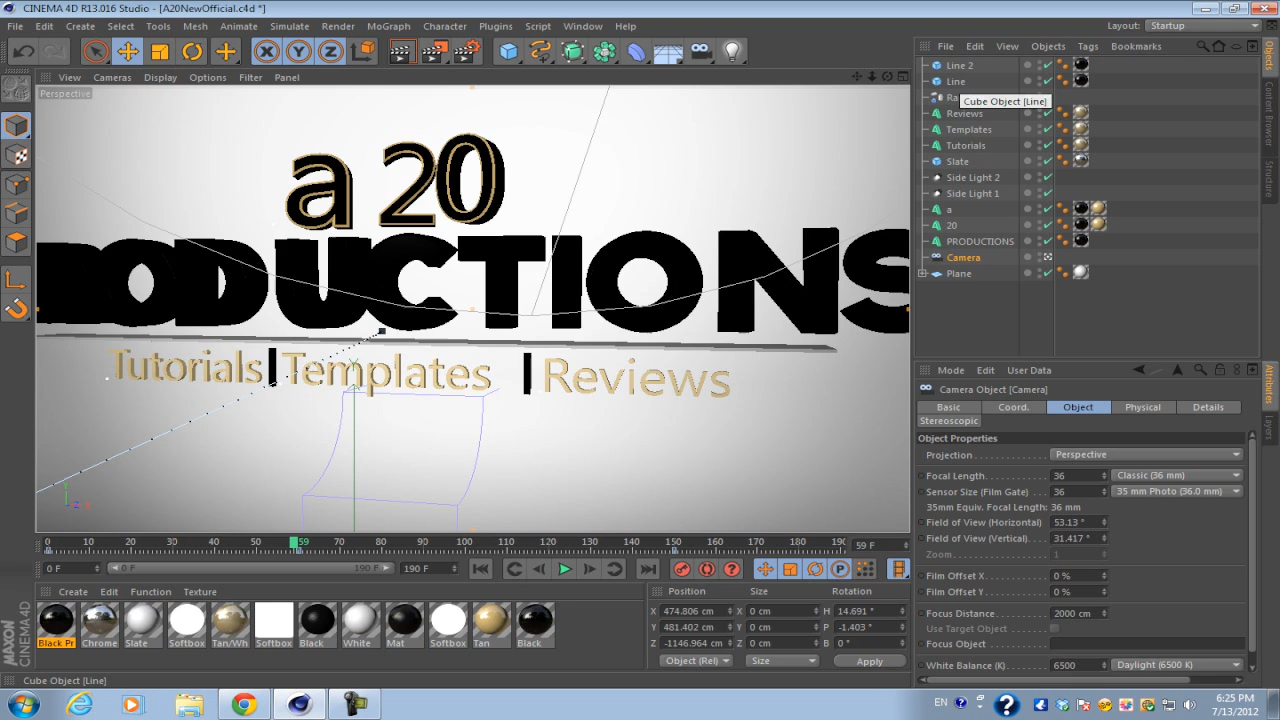 CINEMA 4D R13.016 Studio - [A20NewOfficial.c4d *]
File Edit Create Select Tools Mesh Animate Simulate Render MoGraph Character Plugins Script Window Help
Layout: Startup
View Cameras Display Options Filter Panel
File Edit View Objects Tags Bookmarks
Perspective
Line 2
Line
Ra
Cube Object [Line]
Reviews
Templates
Tutorials
Slate
Side Light 2
Side Light 1
a
20
PRODUCTIONS
Camera
Plane
Objects
Content Browser
Structure
a 20
ODUCTIONS
Tutorials|Templates |Reviews
Mode Edit User Data
Camera Object [Camera]
Basic Coord. Object Physical Details
Stereoscopic
Object Properties
Projection Perspective
Focal Length 36 Classic (36 mm)
Sensor Size (Film Gate) 36 35 mm Photo (36.0 mm)
35mm Equiv. Focal Length: 36 mm
Field of View (Horizontal) 53.13 °
Field of View (Vertical) 31.417 °
Zoom 1
Film Offset X 0 %
Film Offset Y 0 %
Focus Distance 2000 cm
Use Target Object
Focus Object
White Balance (K) 6500 Daylight (6500 K)
Attributes
Layers
0 10 20 30 40 50 59 70 80 90 100 110 120 130 140 150 160 170 180 190
59 F
0 F 0 F 190 F 190 F
Create Edit Function Texture
Black Pr Chrome Slate Softbox Tan/Wh Softbox Black White Mat Softbox Tan Black
Position Size Rotation
X 474.806 cm X 0 cm H 14.691 °
Y 481.402 cm Y 0 cm P -1.403 °
Z -1146.964 cm Z 0 cm B 0 °
Object (Rel) Size Apply
MAXON
CINEMA 4D
Cube Object [Line]
EN
6:25 PM
7/13/2012